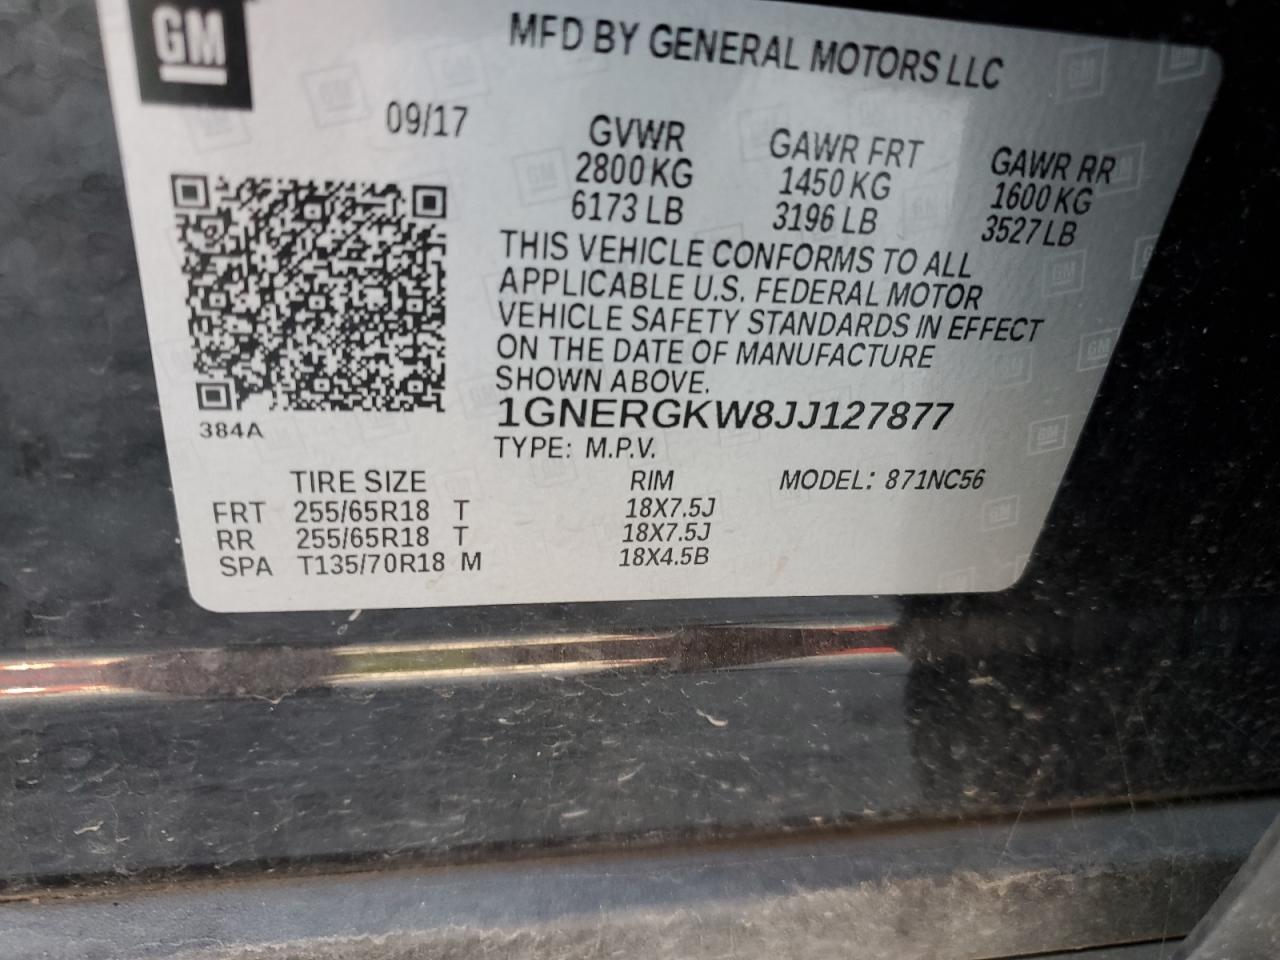 GM
MFD BY GENERAL MOTORS LLC
09/17
GVWR
2800 KG
6173 LB
GAWR FRT
1450 KG
3196 LB
GAWR RR
1600 KG
3527 LB
THIS VEHICLE CONFORMS TO ALL
APPLICABLE U.S. FEDERAL MOTOR
VEHICLE SAFETY STANDARDS IN EFFECT
ON THE DATE OF MANUFACTURE
SHOWN ABOVE.
384A
1GNERGKW8JJ127877
TYPE: M.P.V.
TIRE SIZE RIM MODEL: 871NC56
FRT 255/65R18 T 18X7.5J
RR 255/65R18 T 18X7.5J
SPA T135/70R18 M 18X4.5B